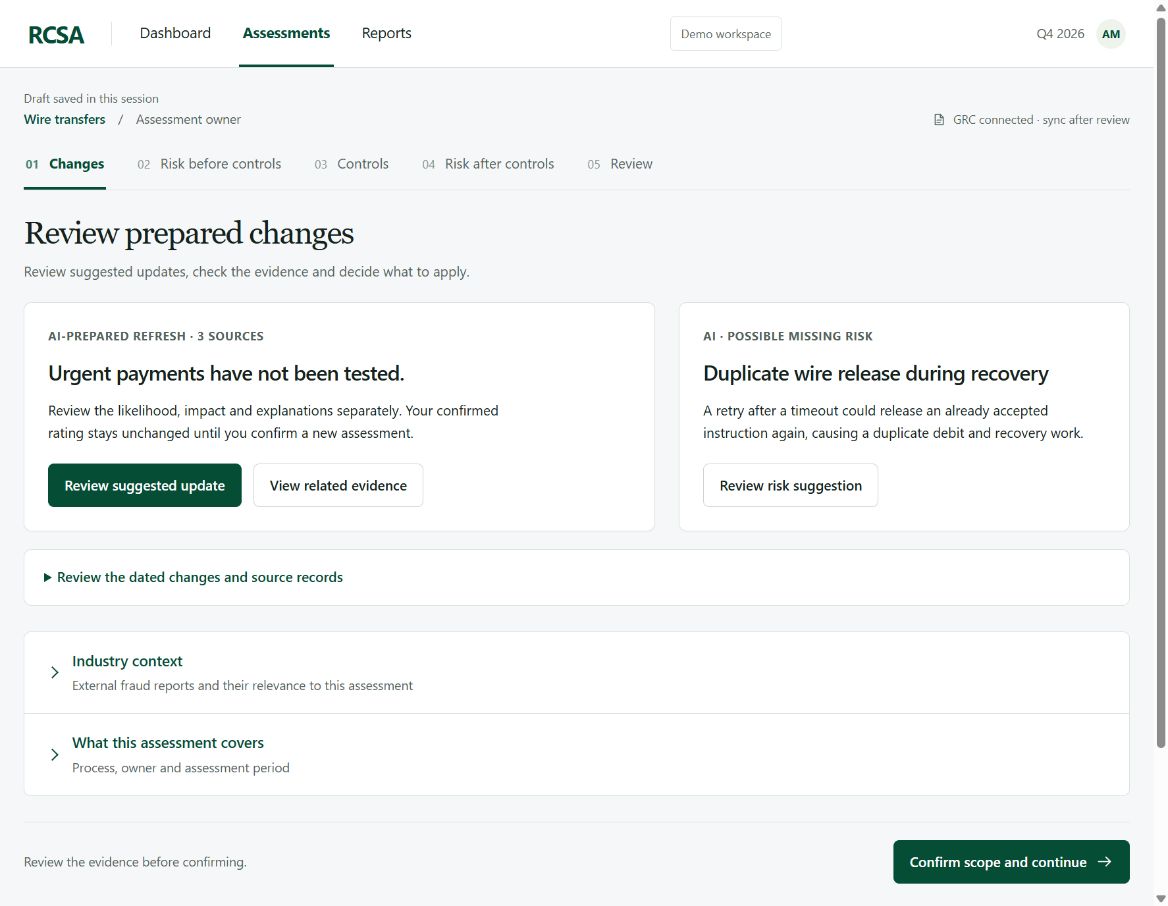 RCSA
Dashboard
Assessments
Reports
Demo workspace
Q4 2026
AM
Draft saved in this session
Wire transfers / Assessment owner
GRC connected · sync after review
01 Changes
02 Risk before controls
03 Controls
04 Risk after controls
05 Review
Review prepared changes
Review suggested updates, check the evidence and decide what to apply.
AI-PREPARED REFRESH · 3 SOURCES
Urgent payments have not been tested.
Review the likelihood, impact and explanations separately. Your confirmed
rating stays unchanged until you confirm a new assessment.
Review suggested update
View related evidence
AI · POSSIBLE MISSING RISK
Duplicate wire release during recovery
A retry after a timeout could release an already accepted
instruction again, causing a duplicate debit and recovery work.
Review risk suggestion
Review the dated changes and source records
Industry context
External fraud reports and their relevance to this assessment
What this assessment covers
Process, owner and assessment period
Review the evidence before confirming.
Confirm scope and continue →